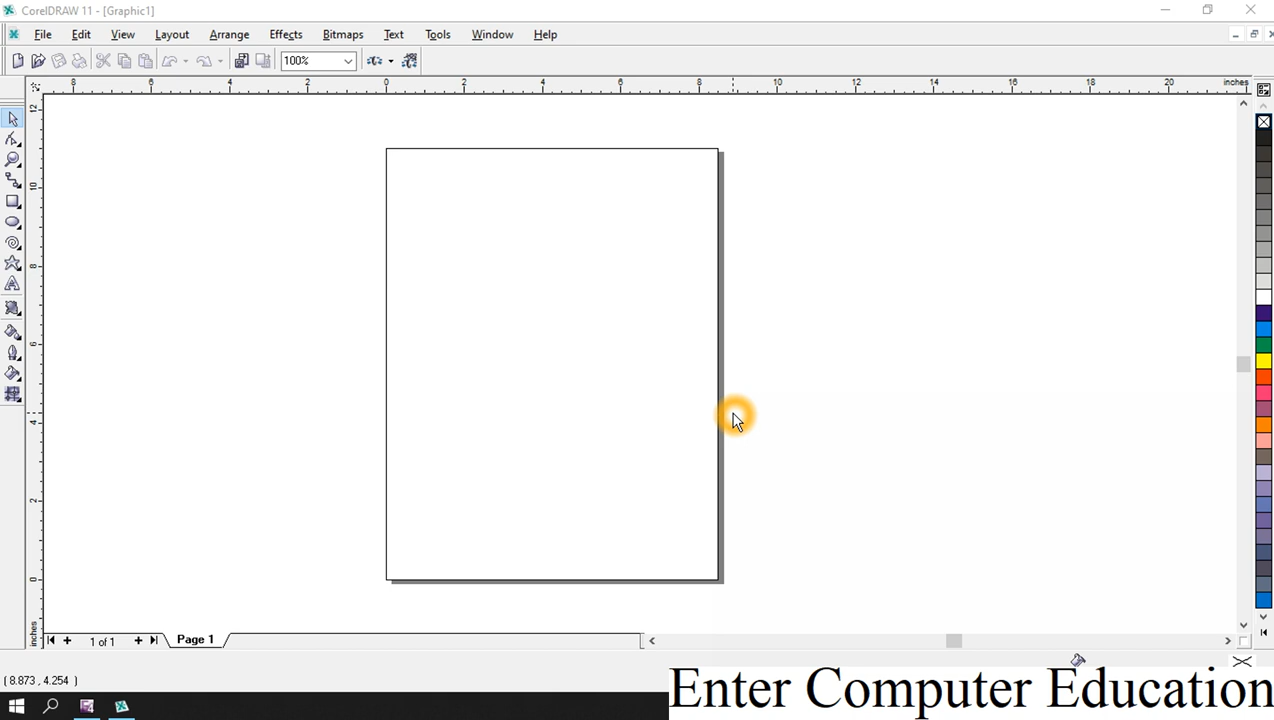 CorelDRAW 11 - [Graphic1]
File Edit View Layout Arrange Effects Bitmaps Text Tools Window Help
100%
8 6 4 2 0 2 4 6 8 10 12 14 16 18 20 inches
12
10
8
6
4
2
0
inches
1 of 1 Page 1
( 8.873 , 4.254 )
Enter Computer Education